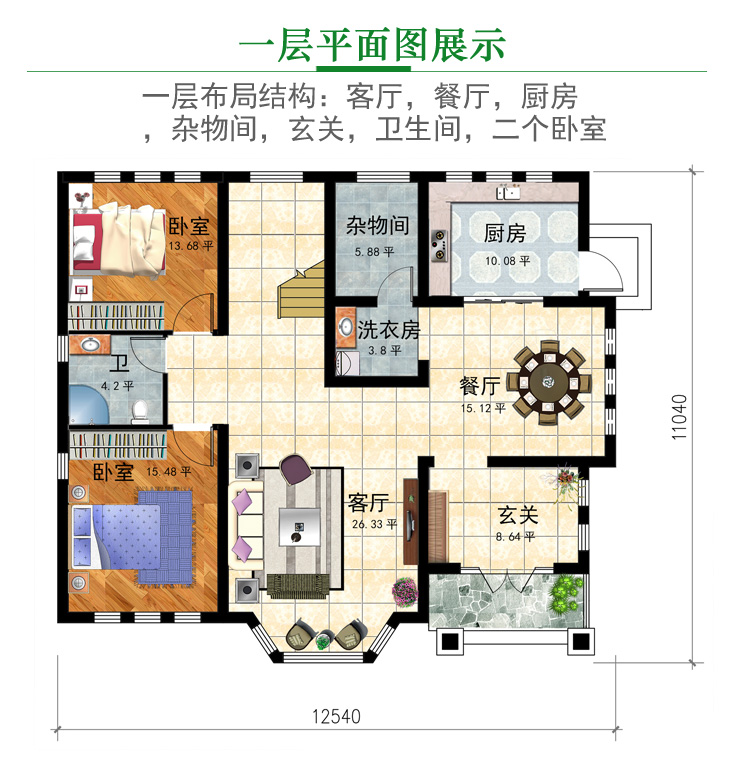 一层平面图展示
一层布局结构：客厅，餐厅，厨房
，杂物间，玄关，卫生间，二个卧室
卧室
13.68 平
杂物间
5.88 平
厨房
10.08 平
洗衣房
3.8 平
卫
4.2 平
餐厅
15.12 平
卧室 15.48 平
客厅
26.33 平
玄关
8.64 平
11040
12540